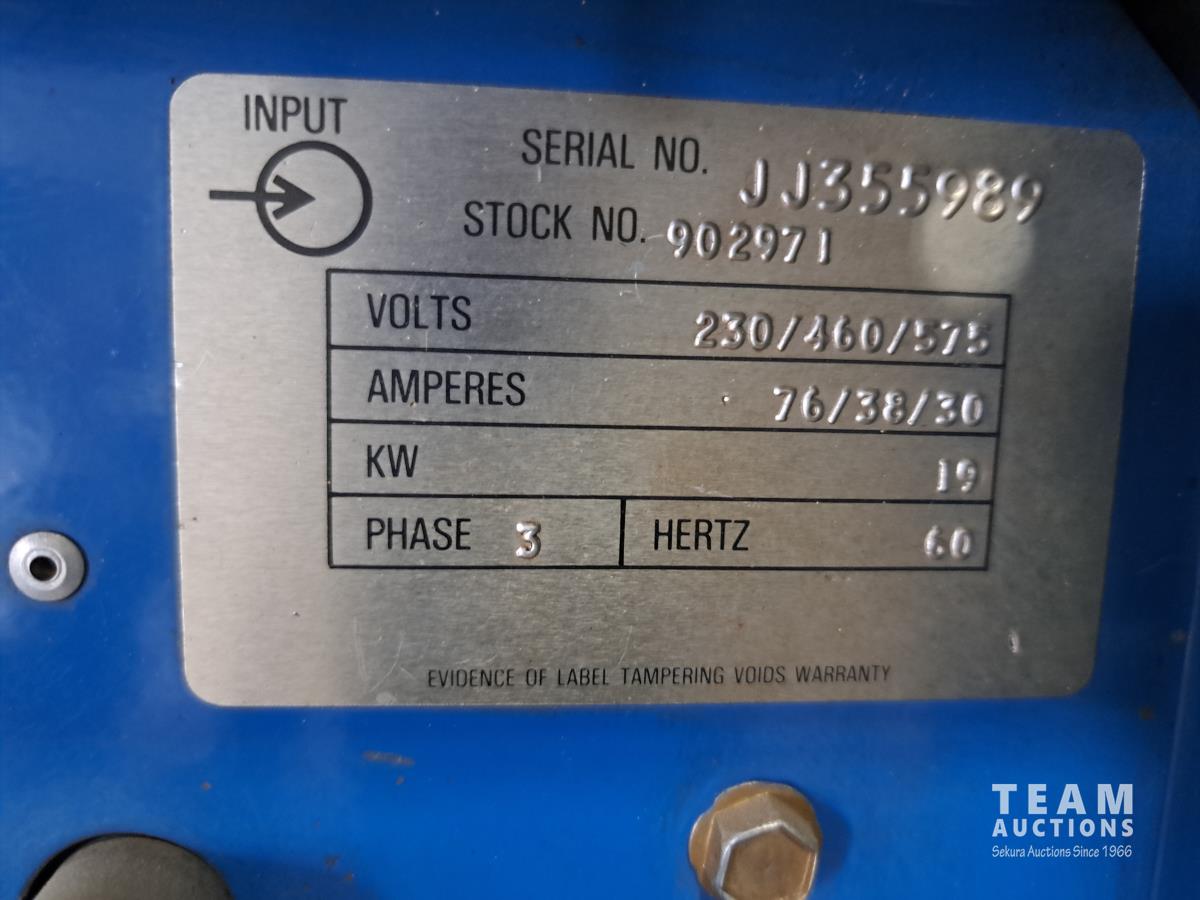 INPUT
SERIAL NO. JJ355989
STOCK NO. 902971
VOLTS 230/460/575
AMPERES 76/38/30
KW 19
PHASE 3 HERTZ 60
EVIDENCE OF LABEL TAMPERING VOIDS WARRANTY
TEAM
AUCTIONS
Sekura Auctions Since 1966